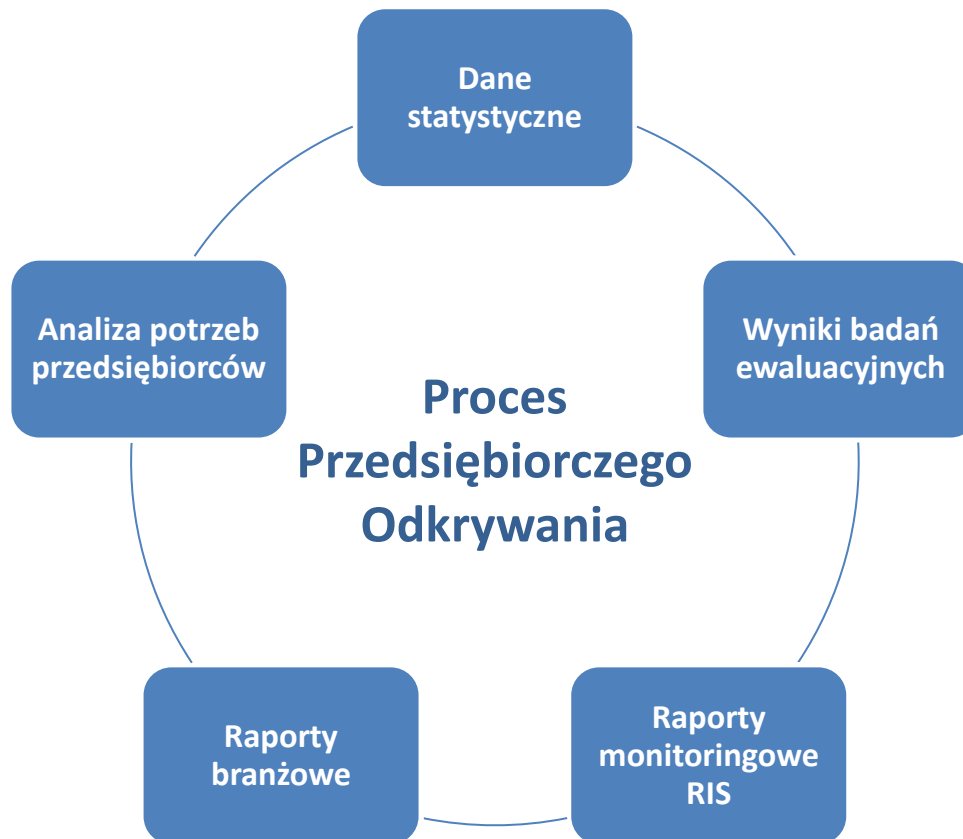 Dane
statystyczne
Wyniki badań
ewaluacyjnych
Raporty
monitoringowe
RIS
Raporty
branżowe
Analiza potrzeb
przedsiębiorców
Proces
Przedsiębiorczego
Odkrywania